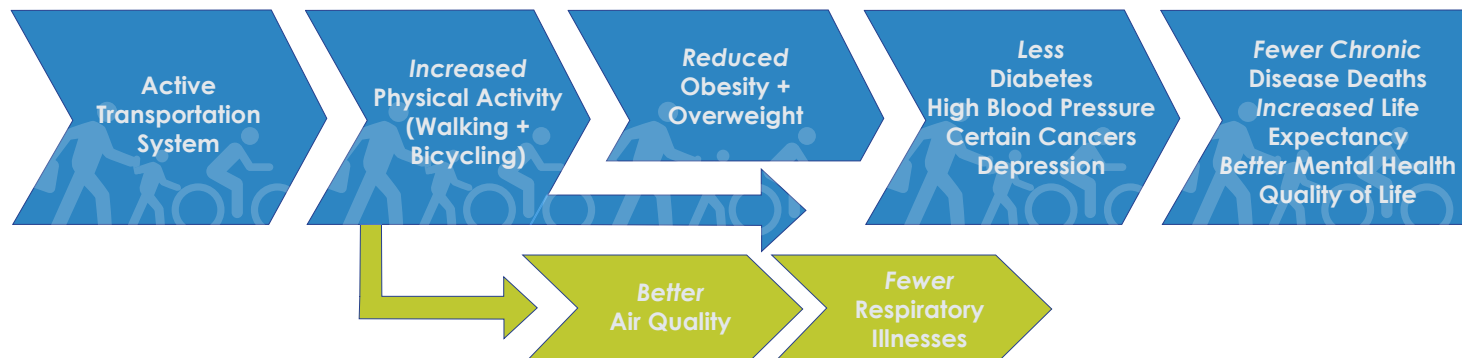 Active
Transportation
System
Increased
Physical Activity
(Walking +
Bicycling)
Reduced
Obesity +
Overweight
Less
Diabetes
High Blood Pressure
Certain Cancers
Depression
Fewer Chronic
Disease Deaths
Increased Life
Expectancy
Better Mental Health
Quality of Life
Better
Air Quality
Fewer
Respiratory
Illnesses